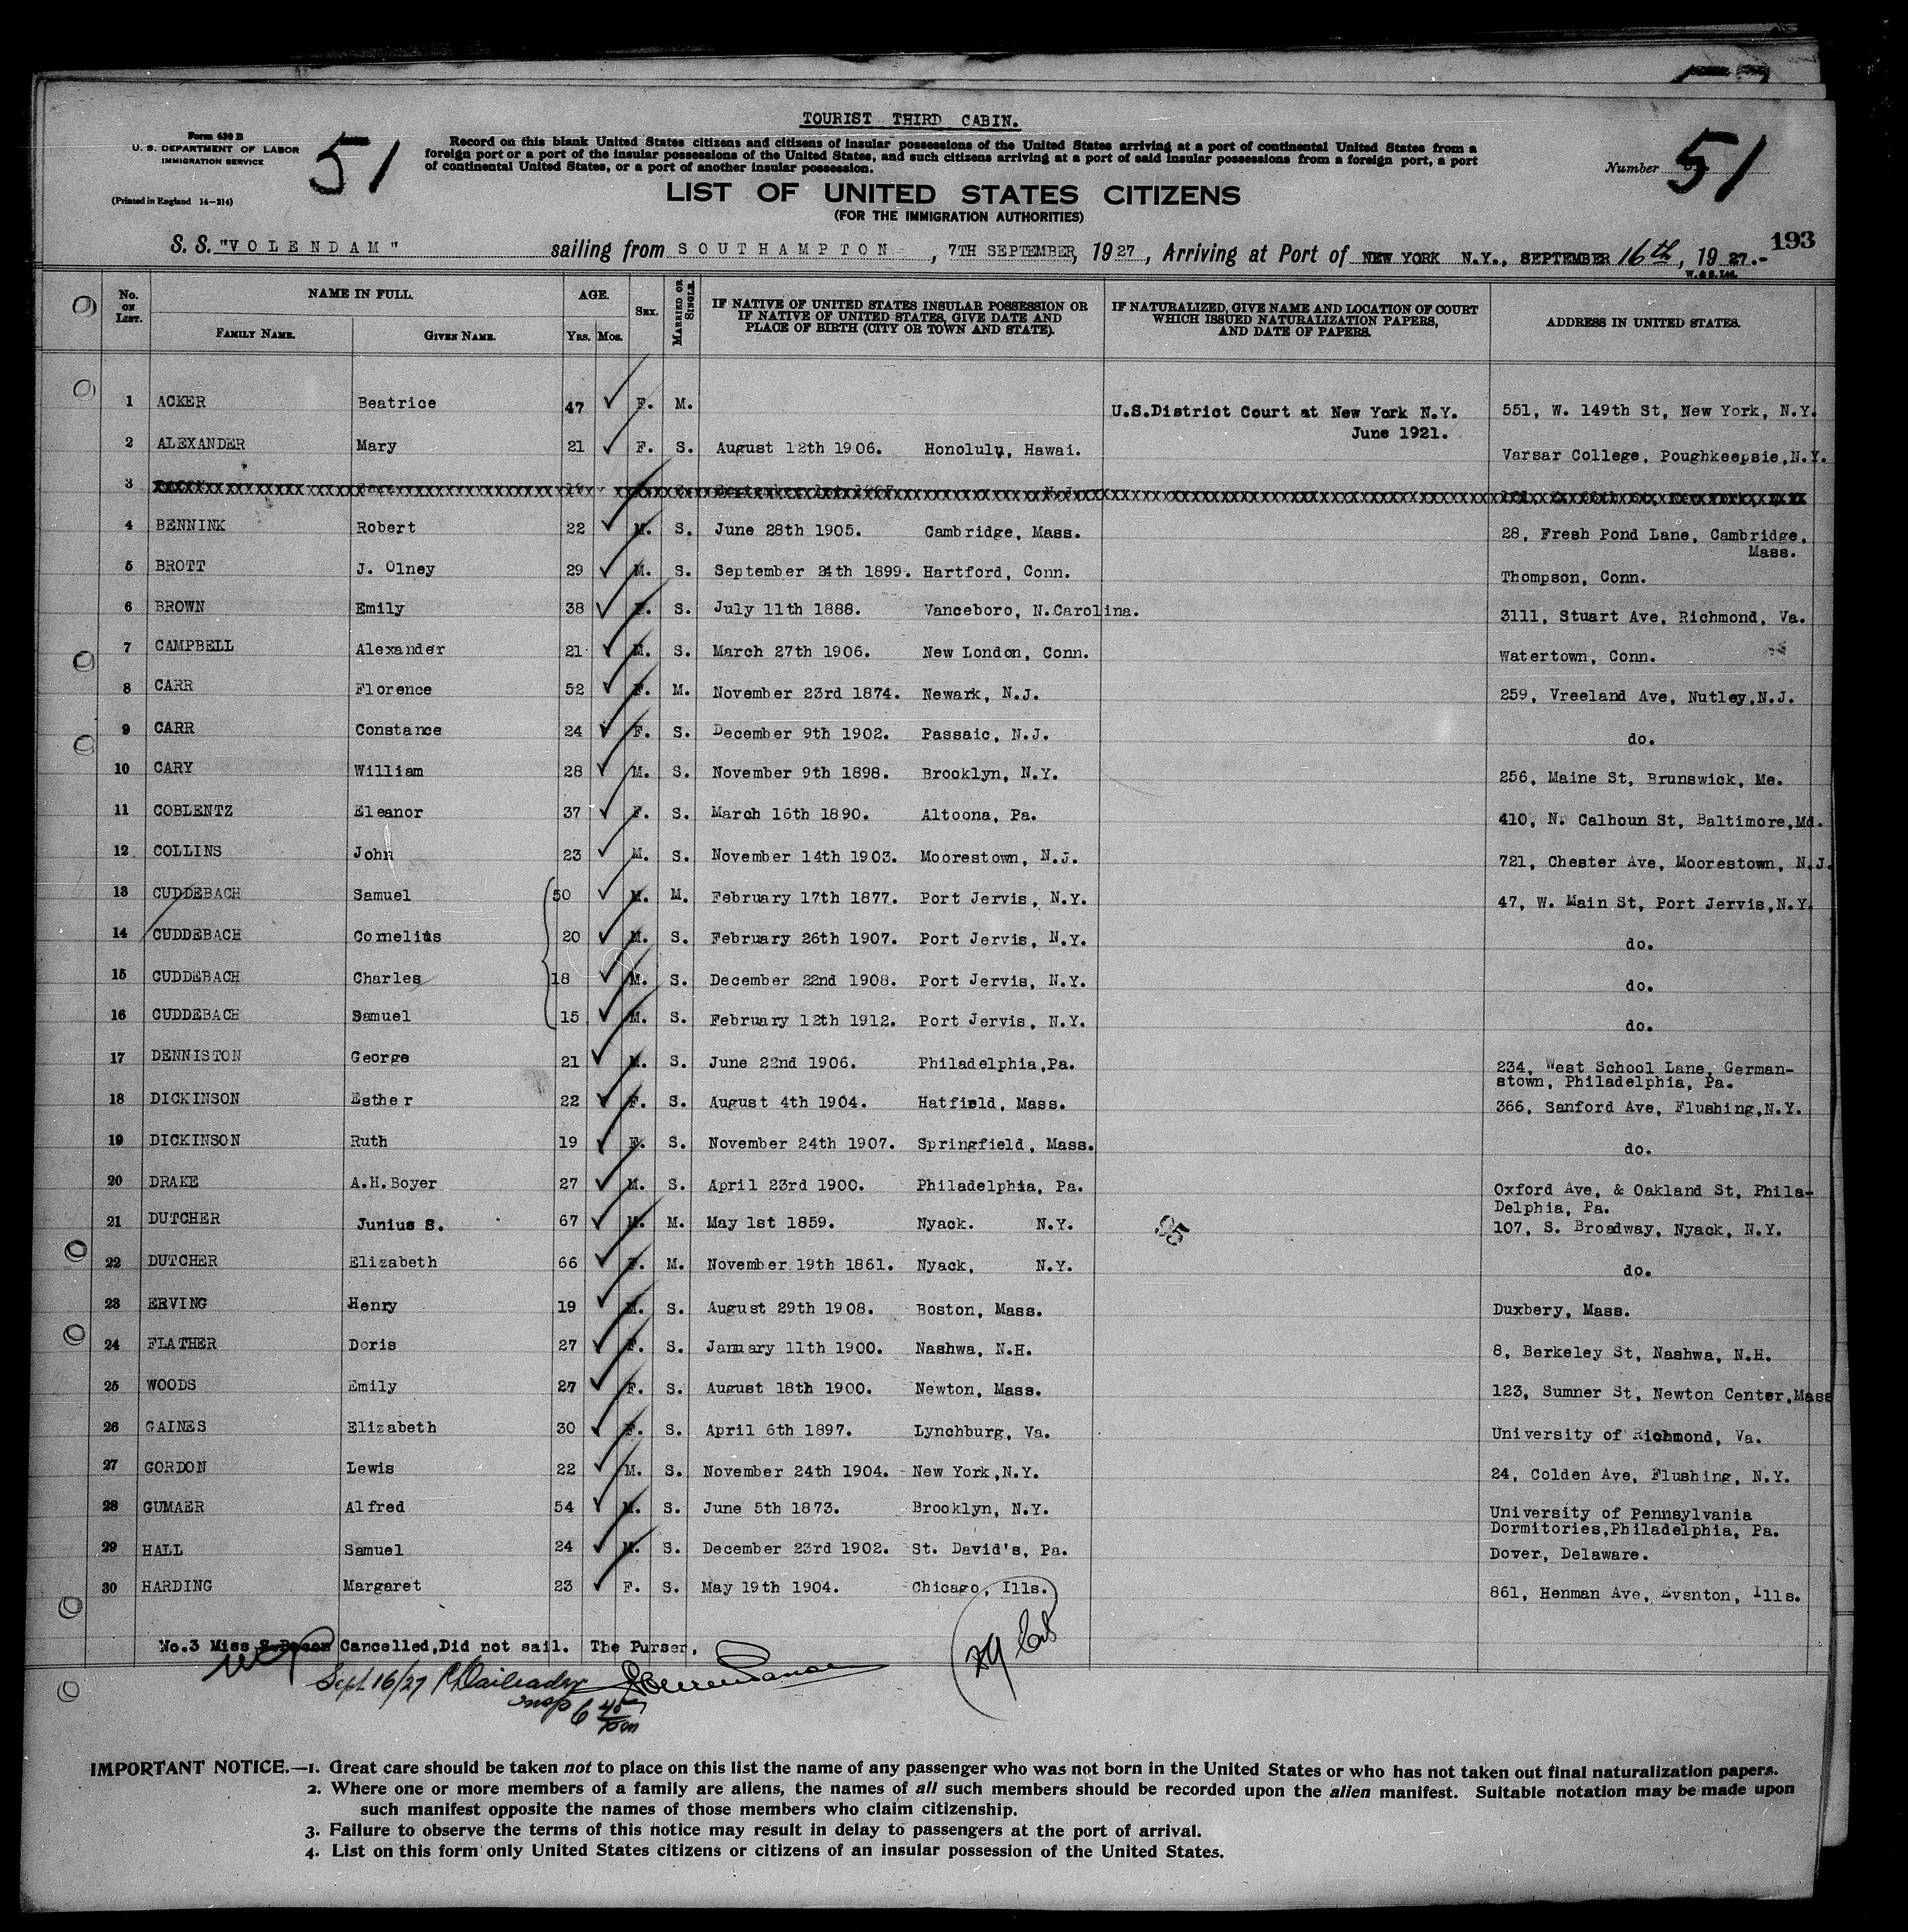 TOURIST THIRD CABIN.
Form 630 B
U. S. DEPARTMENT OF LABOR
IMMIGRATION SERVICE
(Printed in England 14—214)
51
Record on this blank United States citizens and citizens of insular possessions of the United States arriving at a port of continental United States from a
foreign port or a port of the insular possessions of the United States, and such citizens arriving at a port of said insular possessions from a foreign port, a port
of continental United States, or a port of another insular possession.
Number 51
LIST OF UNITED STATES CITIZENS
(FOR THE IMMIGRATION AUTHORITIES)
193
S. S. "VOLENDAM" sailing from SOUTHAMPTON, 7TH SEPTEMBER, 1927, Arriving at Port of NEW YORK N.Y., SEPTEMBER 16th, 1927.-
W. & S. Ltd.
No. ON LIST. NAME IN FULL. FAMILY NAME. GIVEN NAME. AGE. YRS. MOS. SEX. MARRIED OR SINGLE. IF NATIVE OF UNITED STATES INSULAR POSSESSION OR IF NATIVE OF UNITED STATES, GIVE DATE AND PLACE OF BIRTH (CITY OR TOWN AND STATE). IF NATURALIZED, GIVE NAME AND LOCATION OF COURT WHICH ISSUED NATURALIZATION PAPERS, AND DATE OF PAPERS. ADDRESS IN UNITED STATES.
1 ACKER Beatrice 47 F. M. U.S.District Court at New York N.Y. June 1921. 551, W. 149th St, New York, N.Y.
2 ALEXANDER Mary 21 F. S. August 12th 1906. Honolulu, Hawai. Varsar College, Poughkeepsie,N.Y.
3
4 BENNINK Robert 22 M. S. June 28th 1905. Cambridge, Mass. 28, Fresh Pond Lane, Cambridge, Mass.
5 BROTT J. Olney 29 M. S. September 24th 1899. Hartford, Conn. Thompson, Conn.
6 BROWN Emily 38 F. S. July 11th 1888. Vanceboro, N.Carolina. 3111, Stuart Ave, Richmond, Va.
7 CAMPBELL Alexander 21 M. S. March 27th 1906. New London, Conn. Watertown, Conn.
8 CARR Florence 52 F. M. November 23rd 1874. Newark, N.J. 259, Vreeland Ave, Nutley,N.J.
9 CARR Constance 24 F. S. December 9th 1902. Passaic, N.J. do.
10 CARY William 28 M. S. November 9th 1898. Brooklyn, N.Y. 256, Maine St, Brunswick, Me.
11 COBLENTZ Eleanor 37 F. S. March 16th 1890. Altoona, Pa. 410, N. Calhoun St, Baltimore,Md.
12 COLLINS John 23 M. S. November 14th 1903. Moorestown, N.J. 721, Chester Ave, Moorestown, N.J.
13 CUDDEBACH Samuel 50 M. M. February 17th 1877. Port Jervis, N.Y. 47, W. Main St, Port Jervis,N.Y.
14 CUDDEBACH Cornelius 20 M. S. February 26th 1907. Port Jervis, N.Y. do.
15 CUDDEBACH Charles 18 M. S. December 22nd 1908. Port Jervis, N.Y. do.
16 CUDDEBACH Samuel 15 M. S. February 12th 1912. Port Jervis, N.Y. do.
17 DENNISTON George 21 M. S. June 22nd 1906. Philadelphia,Pa. 234, West School Lane, German-
stown, Philadelphia, Pa.
18 DICKINSON Esther 22 F. S. August 4th 1904. Hatfield, Mass. 366, Sanford Ave, Flushing,N.Y.
19 DICKINSON Ruth 19 F. S. November 24th 1907. Springfield, Mass. do.
20 DRAKE A.H.Boyer 27 M. S. April 23rd 1900. Philadelphia, Pa. Oxford Ave, & Oakland St, Phila-
Delphia, Pa.
21 DUTCHER Junius S. 67 M. M. May 1st 1859. Nyack. N.Y. 95 107, S. Broadway, Nyack, N.Y.
22 DUTCHER Elizabeth 66 F. M. November 19th 1861. Nyack, N.Y. do.
23 ERVING Henry 19 M. S. August 29th 1908. Boston, Mass. Duxbery, Mass.
24 FLATHER Doris 27 F. S. January 11th 1900. Nashwa, N.H. 8, Berkeley St, Nashwa, N.H.
25 WOODS Emily 27 F. S. August 18th 1900. Newton, Mass. 123, Sumner St, Newton Center,Mass
26 GAINES Elizabeth 30 F. S. April 6th 1897. Lynchburg, Va. University of Richmond, Va.
27 GORDON Lewis 22 M. S. November 24th 1904. New York,N.Y. 24, Colden Ave, Flushing, N.Y.
28 GUMAER Alfred 54 M. S. June 5th 1873. Brooklyn, N.Y. University of Pennsylvania
Dormitories,Philadelphia, Pa.
29 HALL Samuel 24 M. S. December 23rd 1902. St. David's, Pa. Dover, Delaware.
30 HARDING Margaret 23 F. S. May 19th 1904. Chicago, Ills. 861, Henman Ave, Eventon, Ills.
No.3 Miss S.Bacon Cancelled,Did not sail. The Purser,
Sept 16/27
Insp
29
IMPORTANT NOTICE.—1. Great care should be taken not to place on this list the name of any passenger who was not born in the United States or who has not taken out final naturalization papers.
2. Where one or more members of a family are aliens, the names of all such members should be recorded upon the alien manifest. Suitable notation may be made upon
such manifest opposite the names of those members who claim citizenship.
3. Failure to observe the terms of this notice may result in delay to passengers at the port of arrival.
4. List on this form only United States citizens or citizens of an insular possession of the United States.